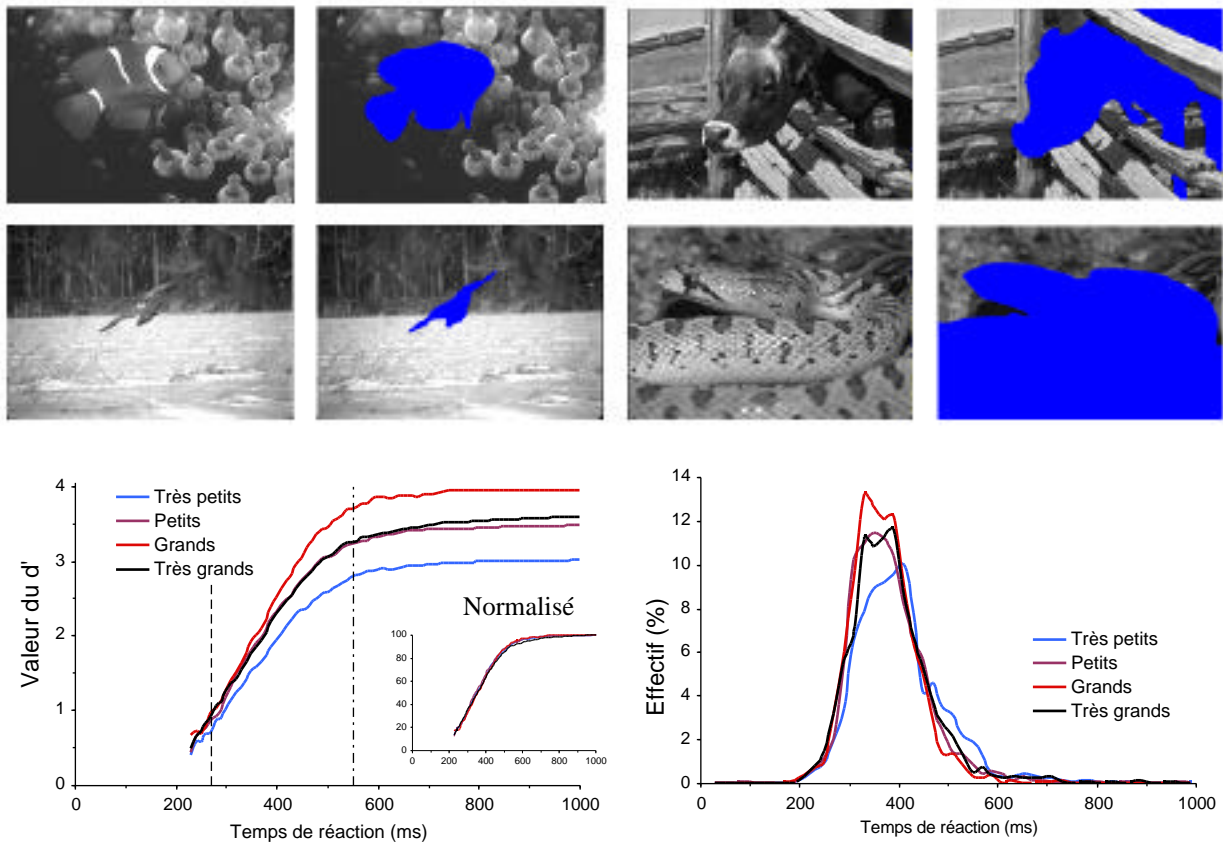 Valeur du d'
4
3
2
1
0
Très petits
Petits
Grands
Très grands
Normalisé
100
80
60
40
20
0
0 200 400 600 800 1000
0 200 400 600 800 1000
Temps de réaction (ms)
Effectif (%)
14
12
10
8
6
4
2
0
Très petits
Petits
Grands
Très grands
0 200 400 600 800 1000
Temps de réaction (ms)